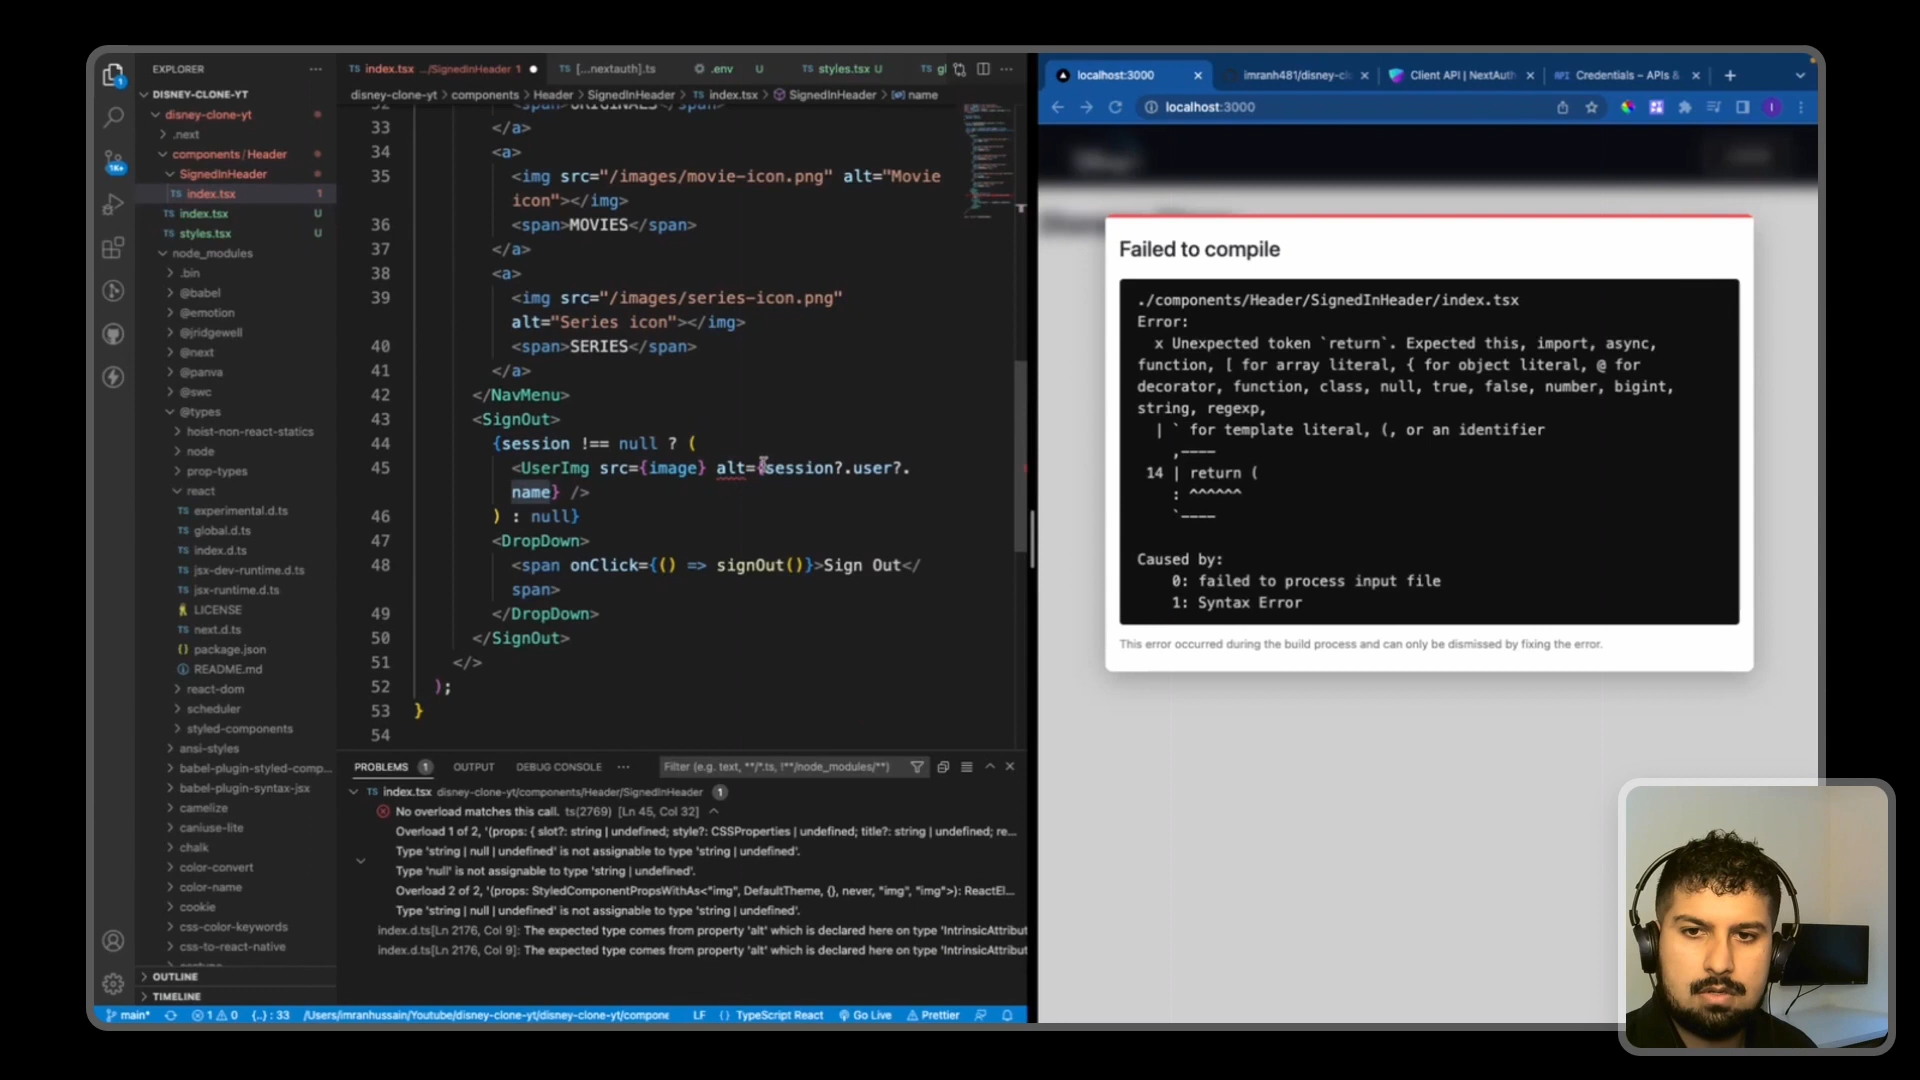 EXPLORER
DISNEY-CLONE-YT
disney-clone-yt
.next
components / Header
SignedInHeader
index.tsx 1
index.tsx U
styles.tsx U
node_modules
.bin
@babel
@emotion
@jridgewell
@next
@panva
@swc
@types
hoist-non-react-statics
node
prop-types
react
experimental.d.ts
global.d.ts
index.d.ts
jsx-dev-runtime.d.ts
jsx-runtime.d.ts
LICENSE
next.d.ts
package.json
README.md
react-dom
scheduler
styled-components
ansi-styles
babel-plugin-styled-comp...
babel-plugin-syntax-jsx
camelize
caniuse-lite
chalk
color-convert
color-name
cookie
css-color-keywords
css-to-react-native
OUTLINE
TIMELINE
1
1K+
index.tsx .../SignedInHeader 1
[...nextauth].ts
.env U
styles.tsx U
gl
disney-clone-yt > components > Header > SignedInHeader > index.tsx > SignedInHeader > name
32 <span>ORIGINALS</span>
33 </a>
34 <a>
35 <img src="/images/movie-icon.png" alt="Movie
icon"></img>
36 <span>MOVIES</span>
37 </a>
38 <a>
39 <img src="/images/series-icon.png"
alt="Series icon"></img>
40 <span>SERIES</span>
41 </a>
42 </NavMenu>
43 <SignOut>
44 {session !== null ? (
45 <UserImg src={image} alt={session?.user?.
name} />
46 ) : null}
47 <DropDown>
48 <span onClick={() => signOut()}>Sign Out</
span>
49 </DropDown>
50 </SignOut>
51 </>
52 );
53 }
54
PROBLEMS 1 OUTPUT DEBUG CONSOLE ...
Filter (e.g. text, **/*.ts, !**/node_modules/**)
index.tsx disney-clone-yt/components/Header/SignedInHeader 1
No overload matches this call. ts(2769) [Ln 45, Col 32]
Overload 1 of 2, '(props: { slot?: string | undefined; style?: CSSProperties | undefined; title?: string | undefined; re...
Type 'string | null | undefined' is not assignable to type 'string | undefined'.
Type 'null' is not assignable to type 'string | undefined'.
Overload 2 of 2, '(props: StyledComponentPropsWithAs<"img", DefaultTheme, {}, never, "img", "img">): ReactEl...
Type 'string | null | undefined' is not assignable to type 'string | undefined'.
index.d.ts[Ln 2176, Col 9]: The expected type comes from property 'alt' which is declared here on type 'IntrinsicAttribut
index.d.ts[Ln 2176, Col 9]: The expected type comes from property 'alt' which is declared here on type 'IntrinsicAttribut
main* 1 0 {..} : 33 /Users/imranhussain/Youtube/disney-clone-yt/disney-clone-yt/compone LF {} TypeScript React Go Live Prettier
localhost:3000
imranh481/disney-cl
Client API | NextAuth
Credentials – APIs &
localhost:3000
I
Failed to compile
./components/Header/SignedInHeader/index.tsx
Error:
x Unexpected token `return`. Expected this, import, async,
function, [ for array literal, { for object literal, @ for
decorator, function, class, null, true, false, number, bigint,
string, regexp,
| ` for template literal, (, or an identifier
,----
14 | return (
: ^^^^^^
`----
Caused by:
0: failed to process input file
1: Syntax Error
This error occurred during the build process and can only be dismissed by fixing the error.